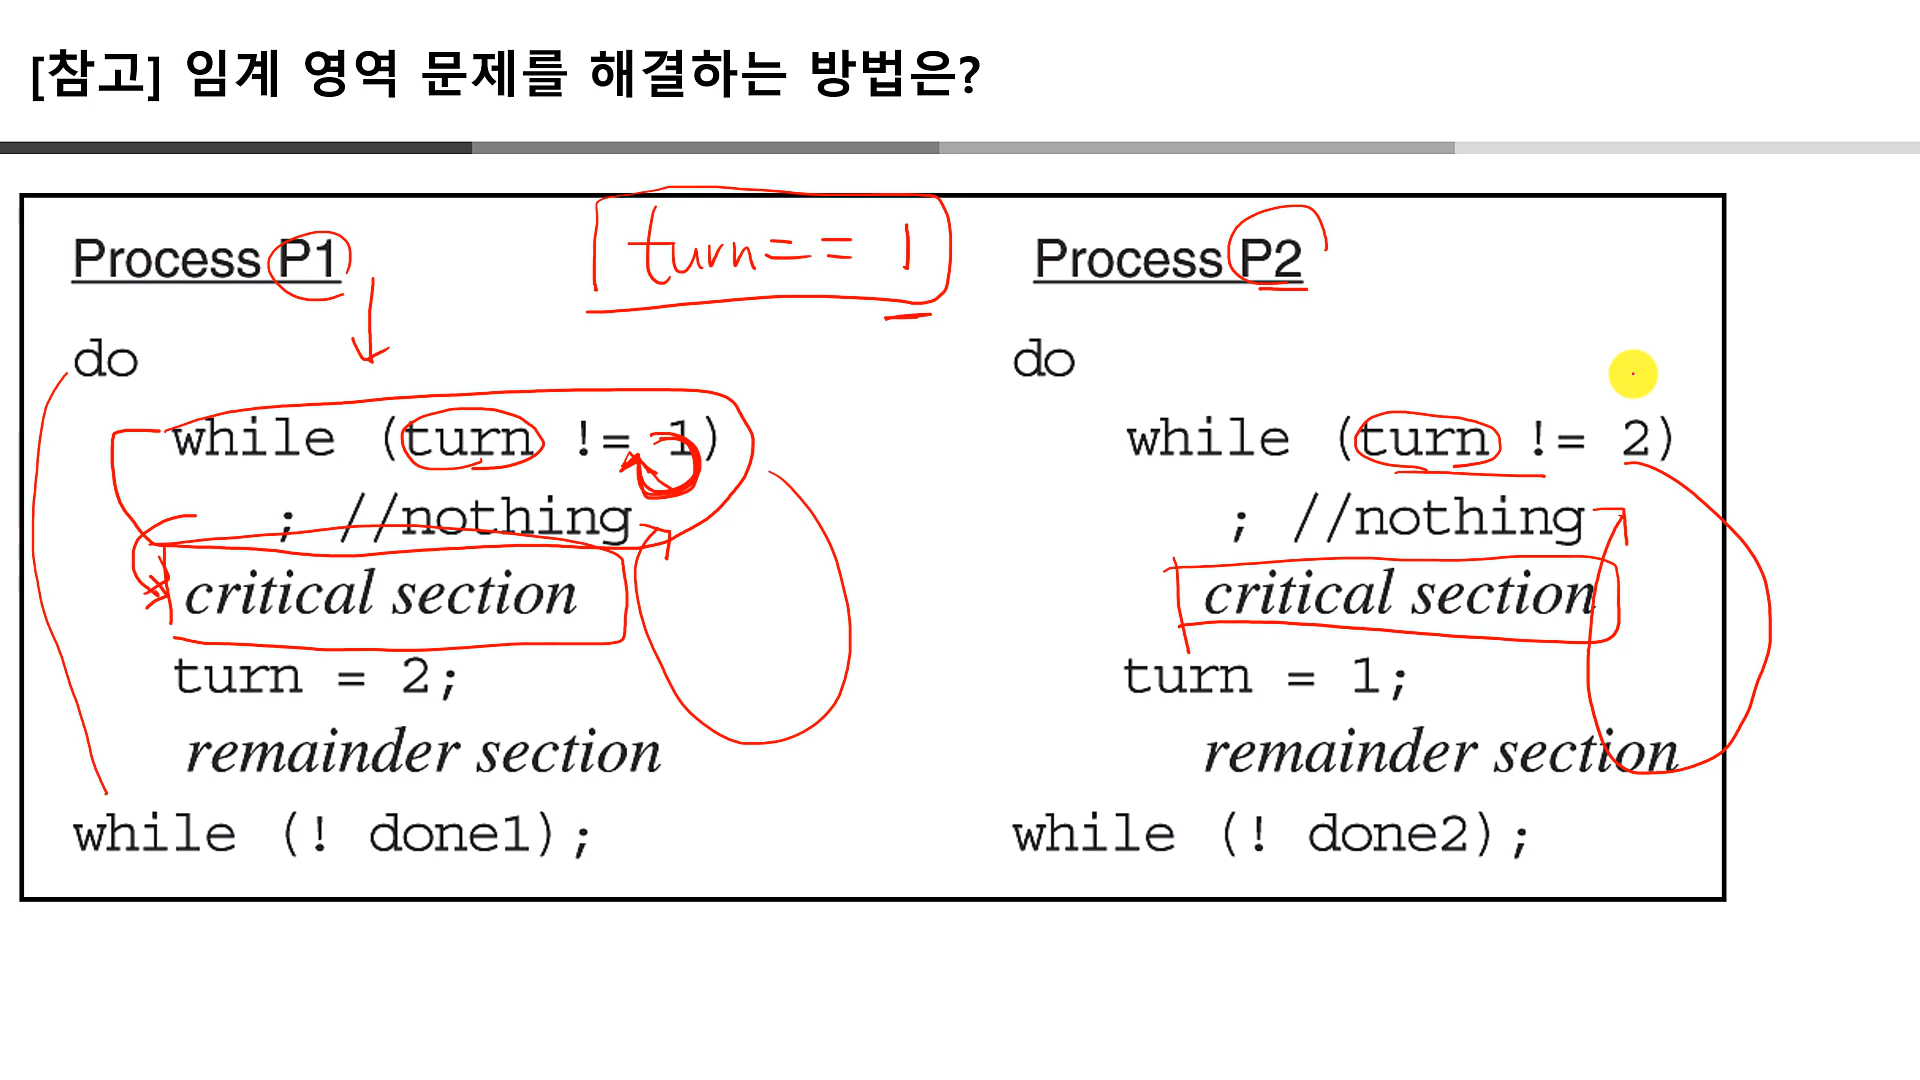 [참고] 임계 영역 문제를 해결하는 방법은?
turn == 1
Process P1
do
while (turn != 1)
; //nothing
critical section
turn = 2;
remainder section
while (! done1);
Process P2
do
while (turn != 2)
; //nothing
critical section
turn = 1;
remainder section
while (! done2);